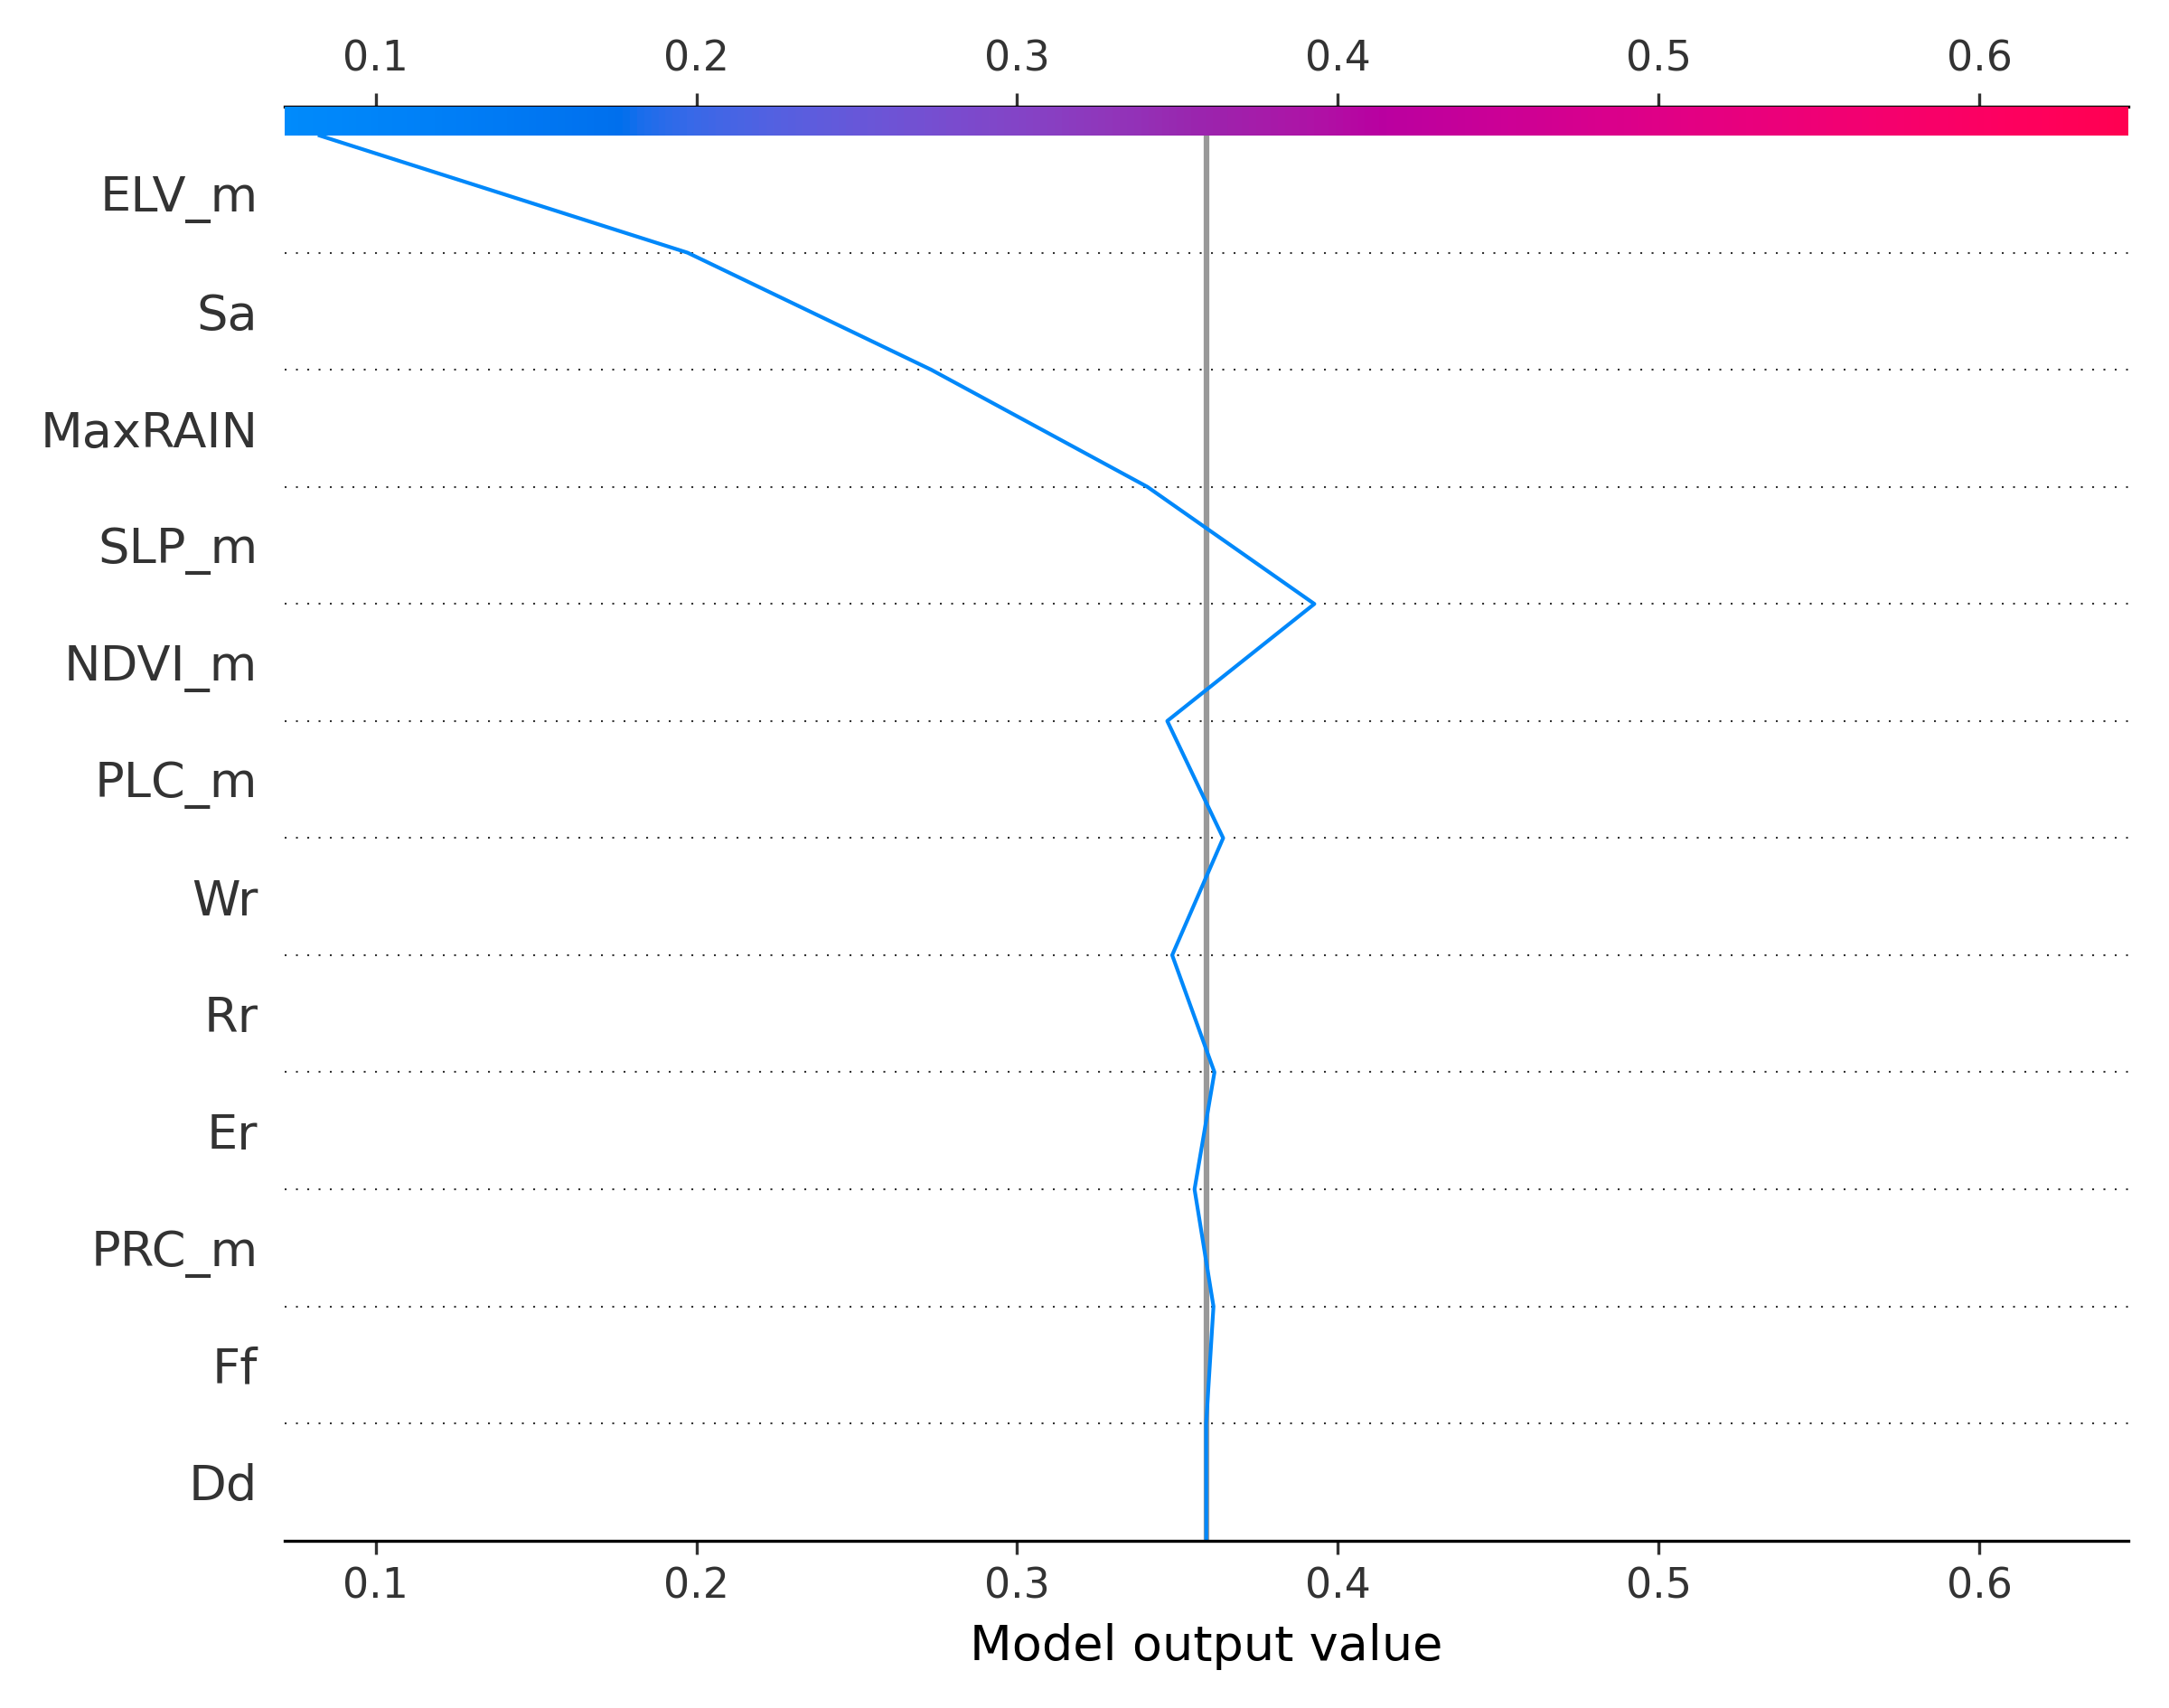 0.1 0.2 0.3 0.4 0.5 0.6
ELV_m
Sa
MaxRAIN
SLP_m
NDVI_m
PLC_m
Wr
Rr
Er
PRC_m
Ff
Dd
0.1 0.2 0.3 0.4 0.5 0.6
Model output value